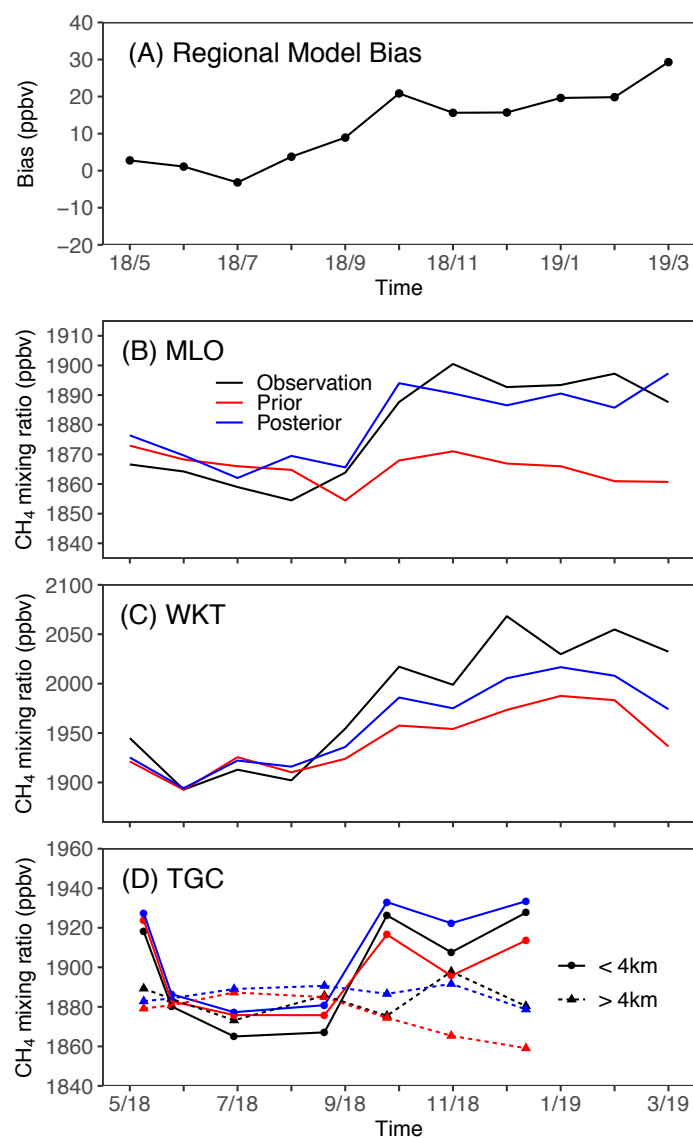 (A) Regional Model Bias
Bias (ppbv)
40
30
20
10
0
−10
−20
18/5 18/7 18/9 18/11 19/1 19/3
Time
(B) MLO
CH₄ mixing ratio (ppbv)
1910
1900
1890
1880
1870
1860
1850
1840
Observation
Prior
Posterior
(C) WKT
CH₄ mixing ratio (ppbv)
2100
2050
2000
1950
1900
(D) TGC
CH₄ mixing ratio (ppbv)
1960
1940
1920
1900
1880
1860
1840
< 4km
> 4km
5/18 7/18 9/18 11/18 1/19 3/19
Time